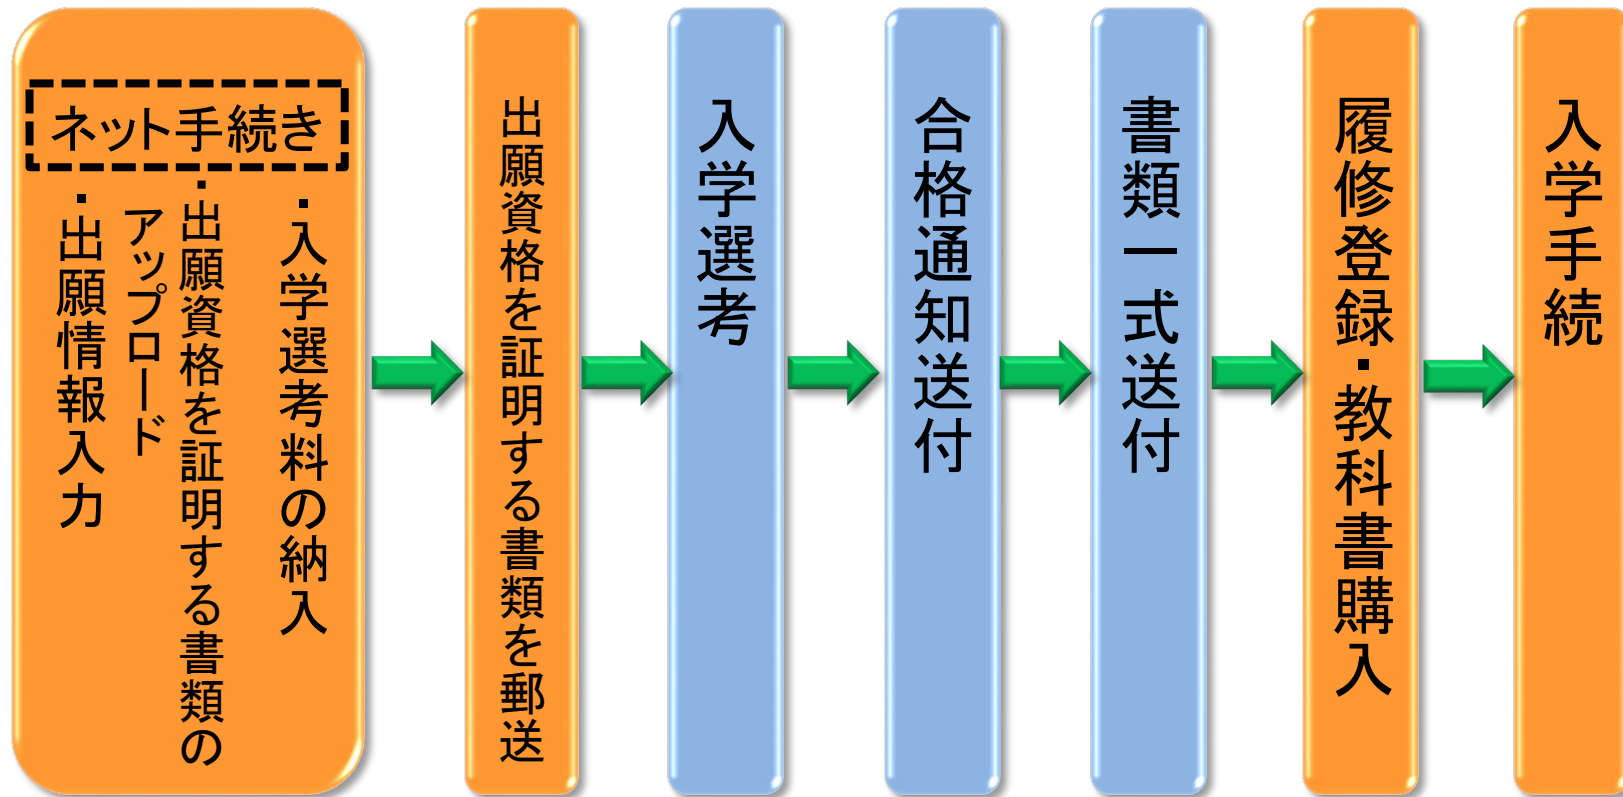 ネット手続き
・入学選考料の納入
・出願資格を証明する書類の
アップロード
・出願情報入力
出願資格を証明する書類を郵送
入学選考
合格通知送付
書類一式送付
履修登録・教科書購入
入学手続